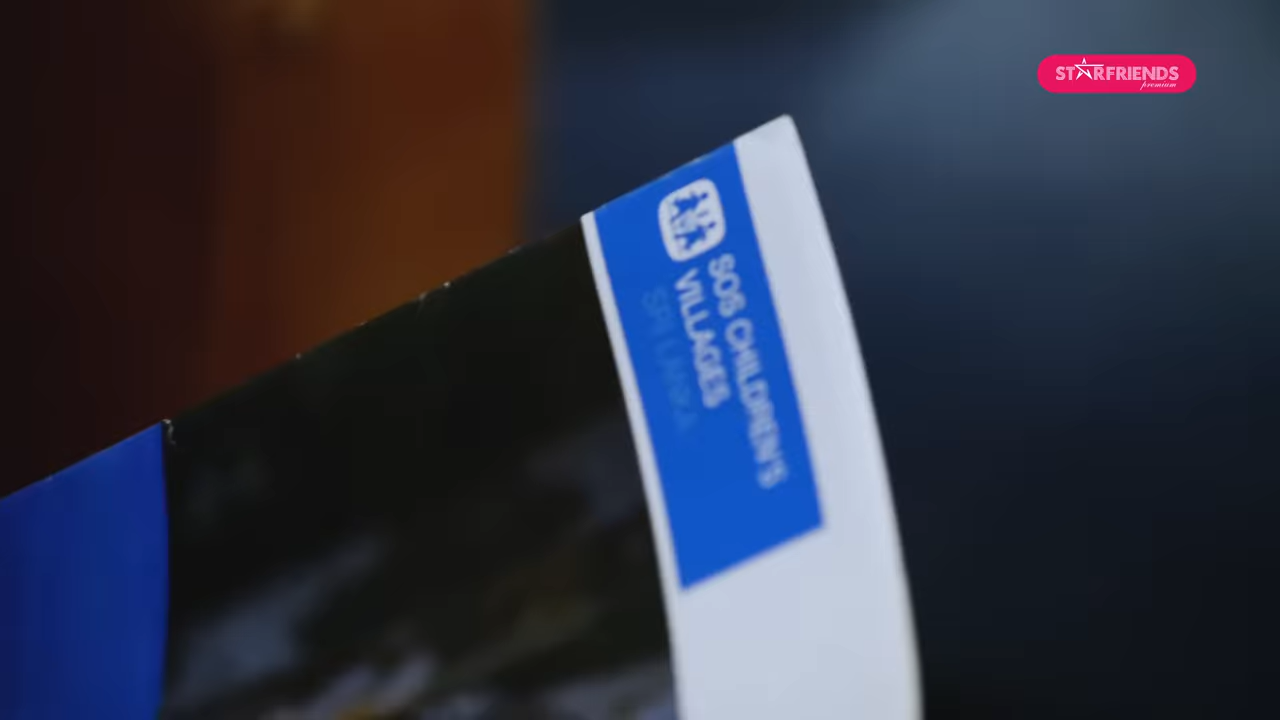 STARFRIENDS
premium
SOS CHILDREN'S
VILLAGES
SRI LANKA